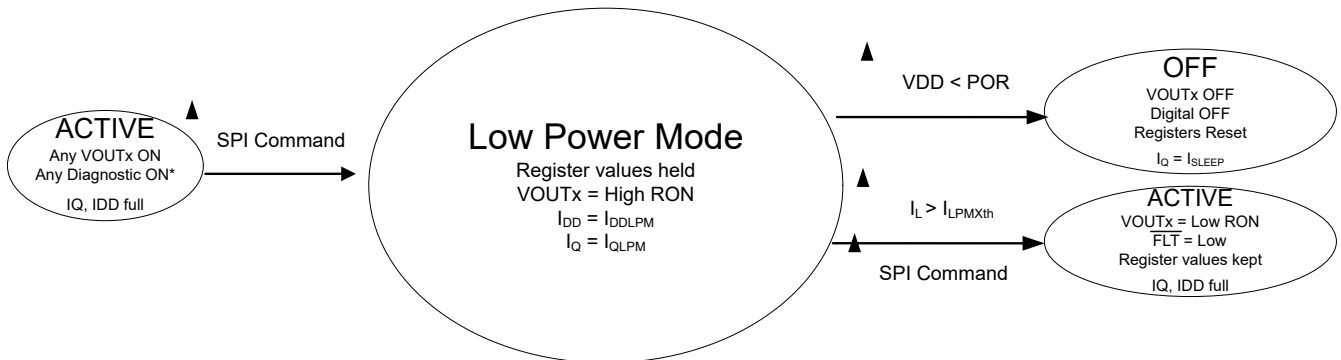 ACTIVE
Any VOUTx ON
Any Diagnostic ON*
IQ, IDD full
SPI Command
Low Power Mode
Register values held
VOUTx = High RON
IDD = IDDLPM
IQ = IQLPM
VDD < POR
OFF
VOUTx OFF
Digital OFF
Registers Reset
IQ = ISLEEP
IL > ILPMXth
SPI Command
ACTIVE
VOUTx = Low RON
FLT = Low
Register values kept
IQ, IDD full